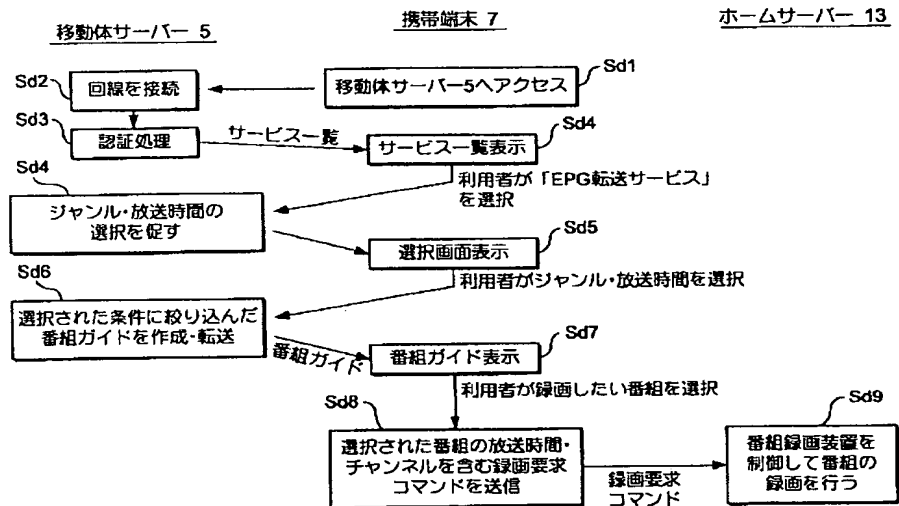 移動体サーバー 5
携帯端末 7
ホームサーバー 13
Sd1
移動体サーバー5へアクセス
Sd2
回線を接続
Sd3
認証処理
サービス一覧
Sd4
サービス一覧表示
利用者が「EPG転送サービス」
を選択
Sd4
ジャンル・放送時間の
選択を促す
Sd5
選択画面表示
利用者がジャンル・放送時間を選択
Sd6
選択された条件に絞り込んだ
番組ガイドを作成・転送
番組ガイド
Sd7
番組ガイド表示
利用者が録画したい番組を選択
Sd8
選択された番組の放送時間・
チャンネルを含む録画要求
コマンドを送信
録画要求
コマンド
Sd9
番組録画装置を
制御して番組の
録画を行う